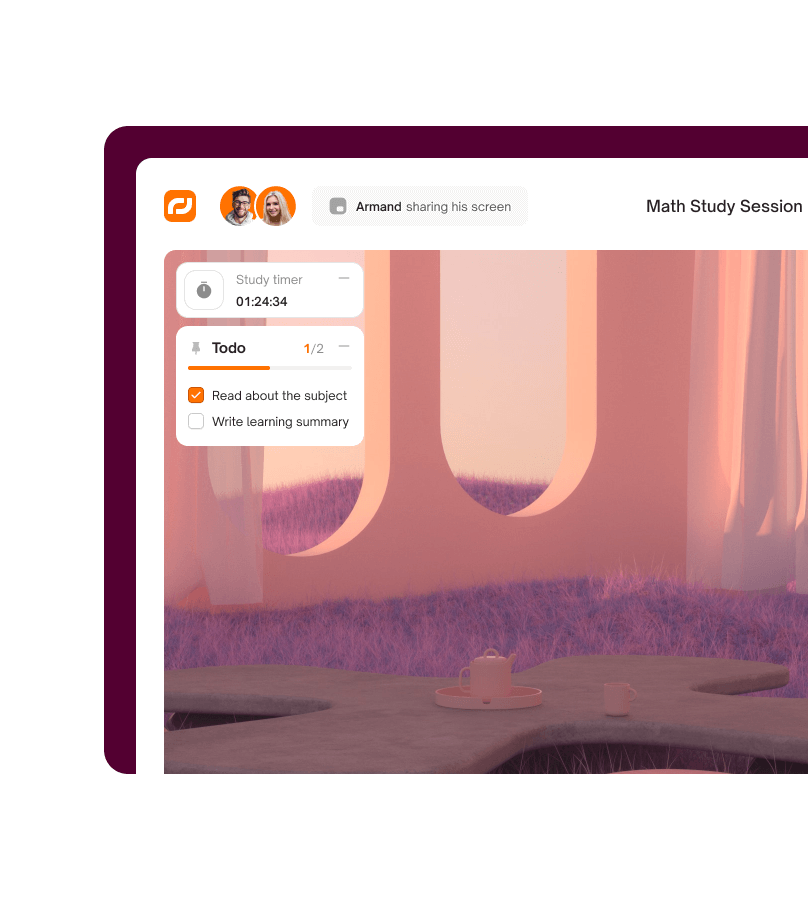 Armand sharing his screen
Math Study Session
Study timer
01:24:34
Todo
1/2
Read about the subject
Write learning summary